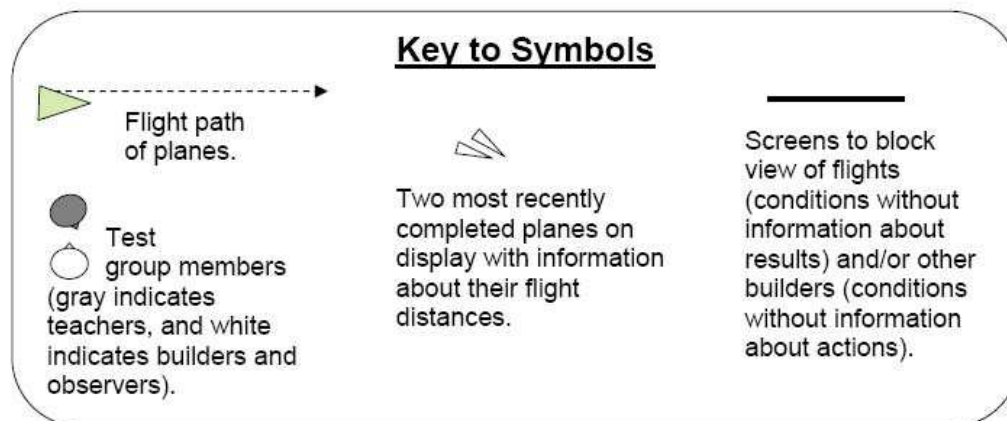 Key to Symbols
Flight path
of planes.
Test
group members
(gray indicates
teachers, and white
indicates builders and
observers).
Two most recently
completed planes on
display with information
about their flight
distances.
Screens to block
view of flights
(conditions without
information about
results) and/or other
builders (conditions
without information
about actions).